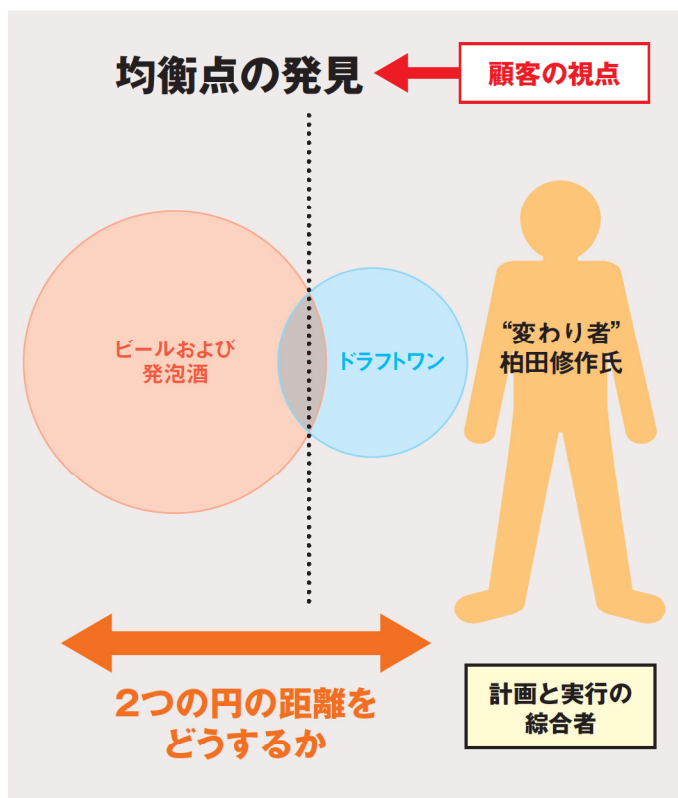 均衡点の発見
顧客の視点
ビールおよび
発泡酒
ドラフトワン
“変わり者”
柏田修作氏
2つの円の距離を
どうするか
計画と実行の
綜合者